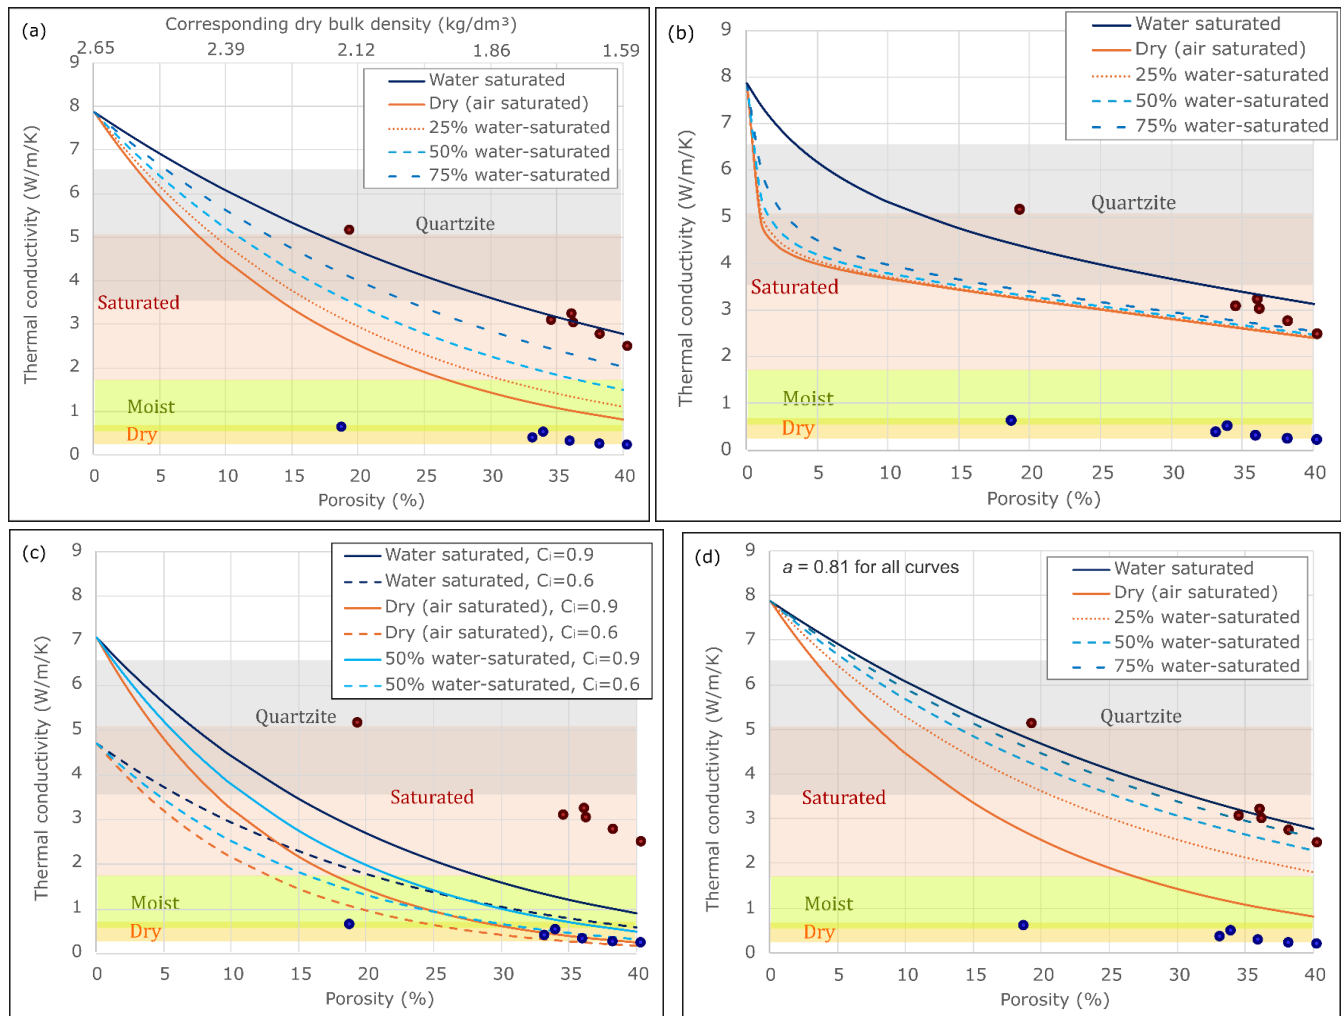 (a)
Corresponding dry bulk density (kg/dm³)
2.65 2.39 2.12 1.86 1.59
9
8
7
6
5
4
3
2
1
0
Thermal conductivity (W/m/K)
Water saturated
Dry (air saturated)
25% water-saturated
50% water-saturated
75% water-saturated
Quartzite
Saturated
Moist
Dry
0 5 10 15 20 25 30 35 40
Porosity (%)
(b)
9
8
7
6
5
4
3
2
1
0
Thermal conductivity (W/m/K)
Water saturated
Dry (air saturated)
25% water-saturated
50% water-saturated
75% water-saturated
Quartzite
Saturated
Moist
Dry
0 5 10 15 20 25 30 35 40
Porosity (%)
(c)
9
8
7
6
5
4
3
2
1
0
Thermal conductivity (W/m/K)
Water saturated, Cᵢ=0.9
Water saturated, Cᵢ=0.6
Dry (air saturated), Cᵢ=0.9
Dry (air saturated), Cᵢ=0.6
50% water-saturated, Cᵢ=0.9
50% water-saturated, Cᵢ=0.6
Quartzite
Saturated
Moist
Dry
0 5 10 15 20 25 30 35 40
Porosity (%)
(d)
9
8
7
6
5
4
3
2
1
0
Thermal conductivity (W/m/K)
a = 0.81 for all curves
Water saturated
Dry (air saturated)
25% water-saturated
50% water-saturated
75% water-saturated
Quartzite
Saturated
Moist
Dry
0 5 10 15 20 25 30 35 40
Porosity (%)